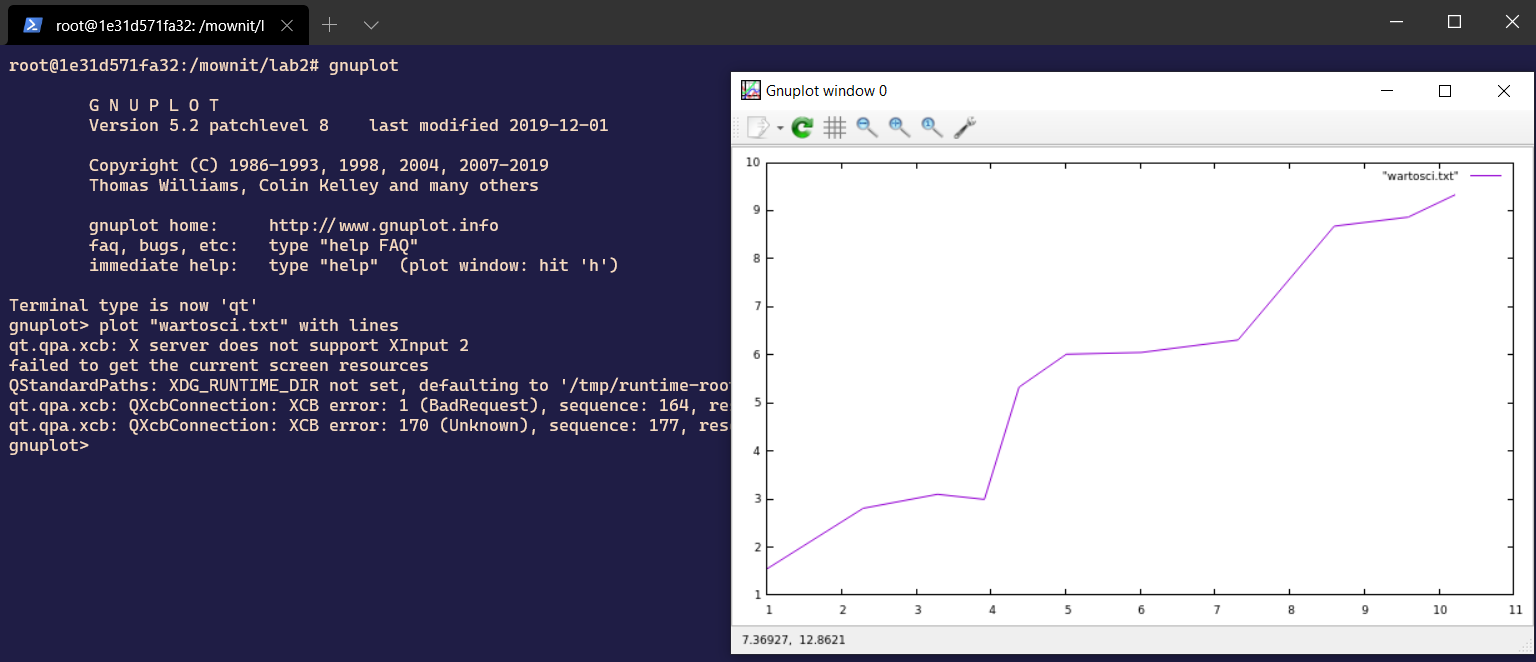 root@1e31d571fa32: /mownit/l
root@1e31d571fa32:/mownit/lab2# gnuplot
G N U P L O T
Version 5.2 patchlevel 8    last modified 2019-12-01
Copyright (C) 1986-1993, 1998, 2004, 2007-2019
Thomas Williams, Colin Kelley and many others
gnuplot home:     http://www.gnuplot.info
faq, bugs, etc:   type "help FAQ"
immediate help:   type "help"  (plot window: hit 'h')
Terminal type is now 'qt'
gnuplot> plot "wartosci.txt" with lines
qt.qpa.xcb: X server does not support XInput 2
failed to get the current screen resources
QStandardPaths: XDG_RUNTIME_DIR not set, defaulting to '/tmp/runtime-root
qt.qpa.xcb: QXcbConnection: XCB error: 1 (BadRequest), sequence: 164, res
qt.qpa.xcb: QXcbConnection: XCB error: 170 (Unknown), sequence: 177, reso
gnuplot>
Gnuplot window 0
"wartosci.txt"
10
9
8
7
6
5
4
3
2
1
1 2 3 4 5 6 7 8 9 10 11
7.36927, 12.8621